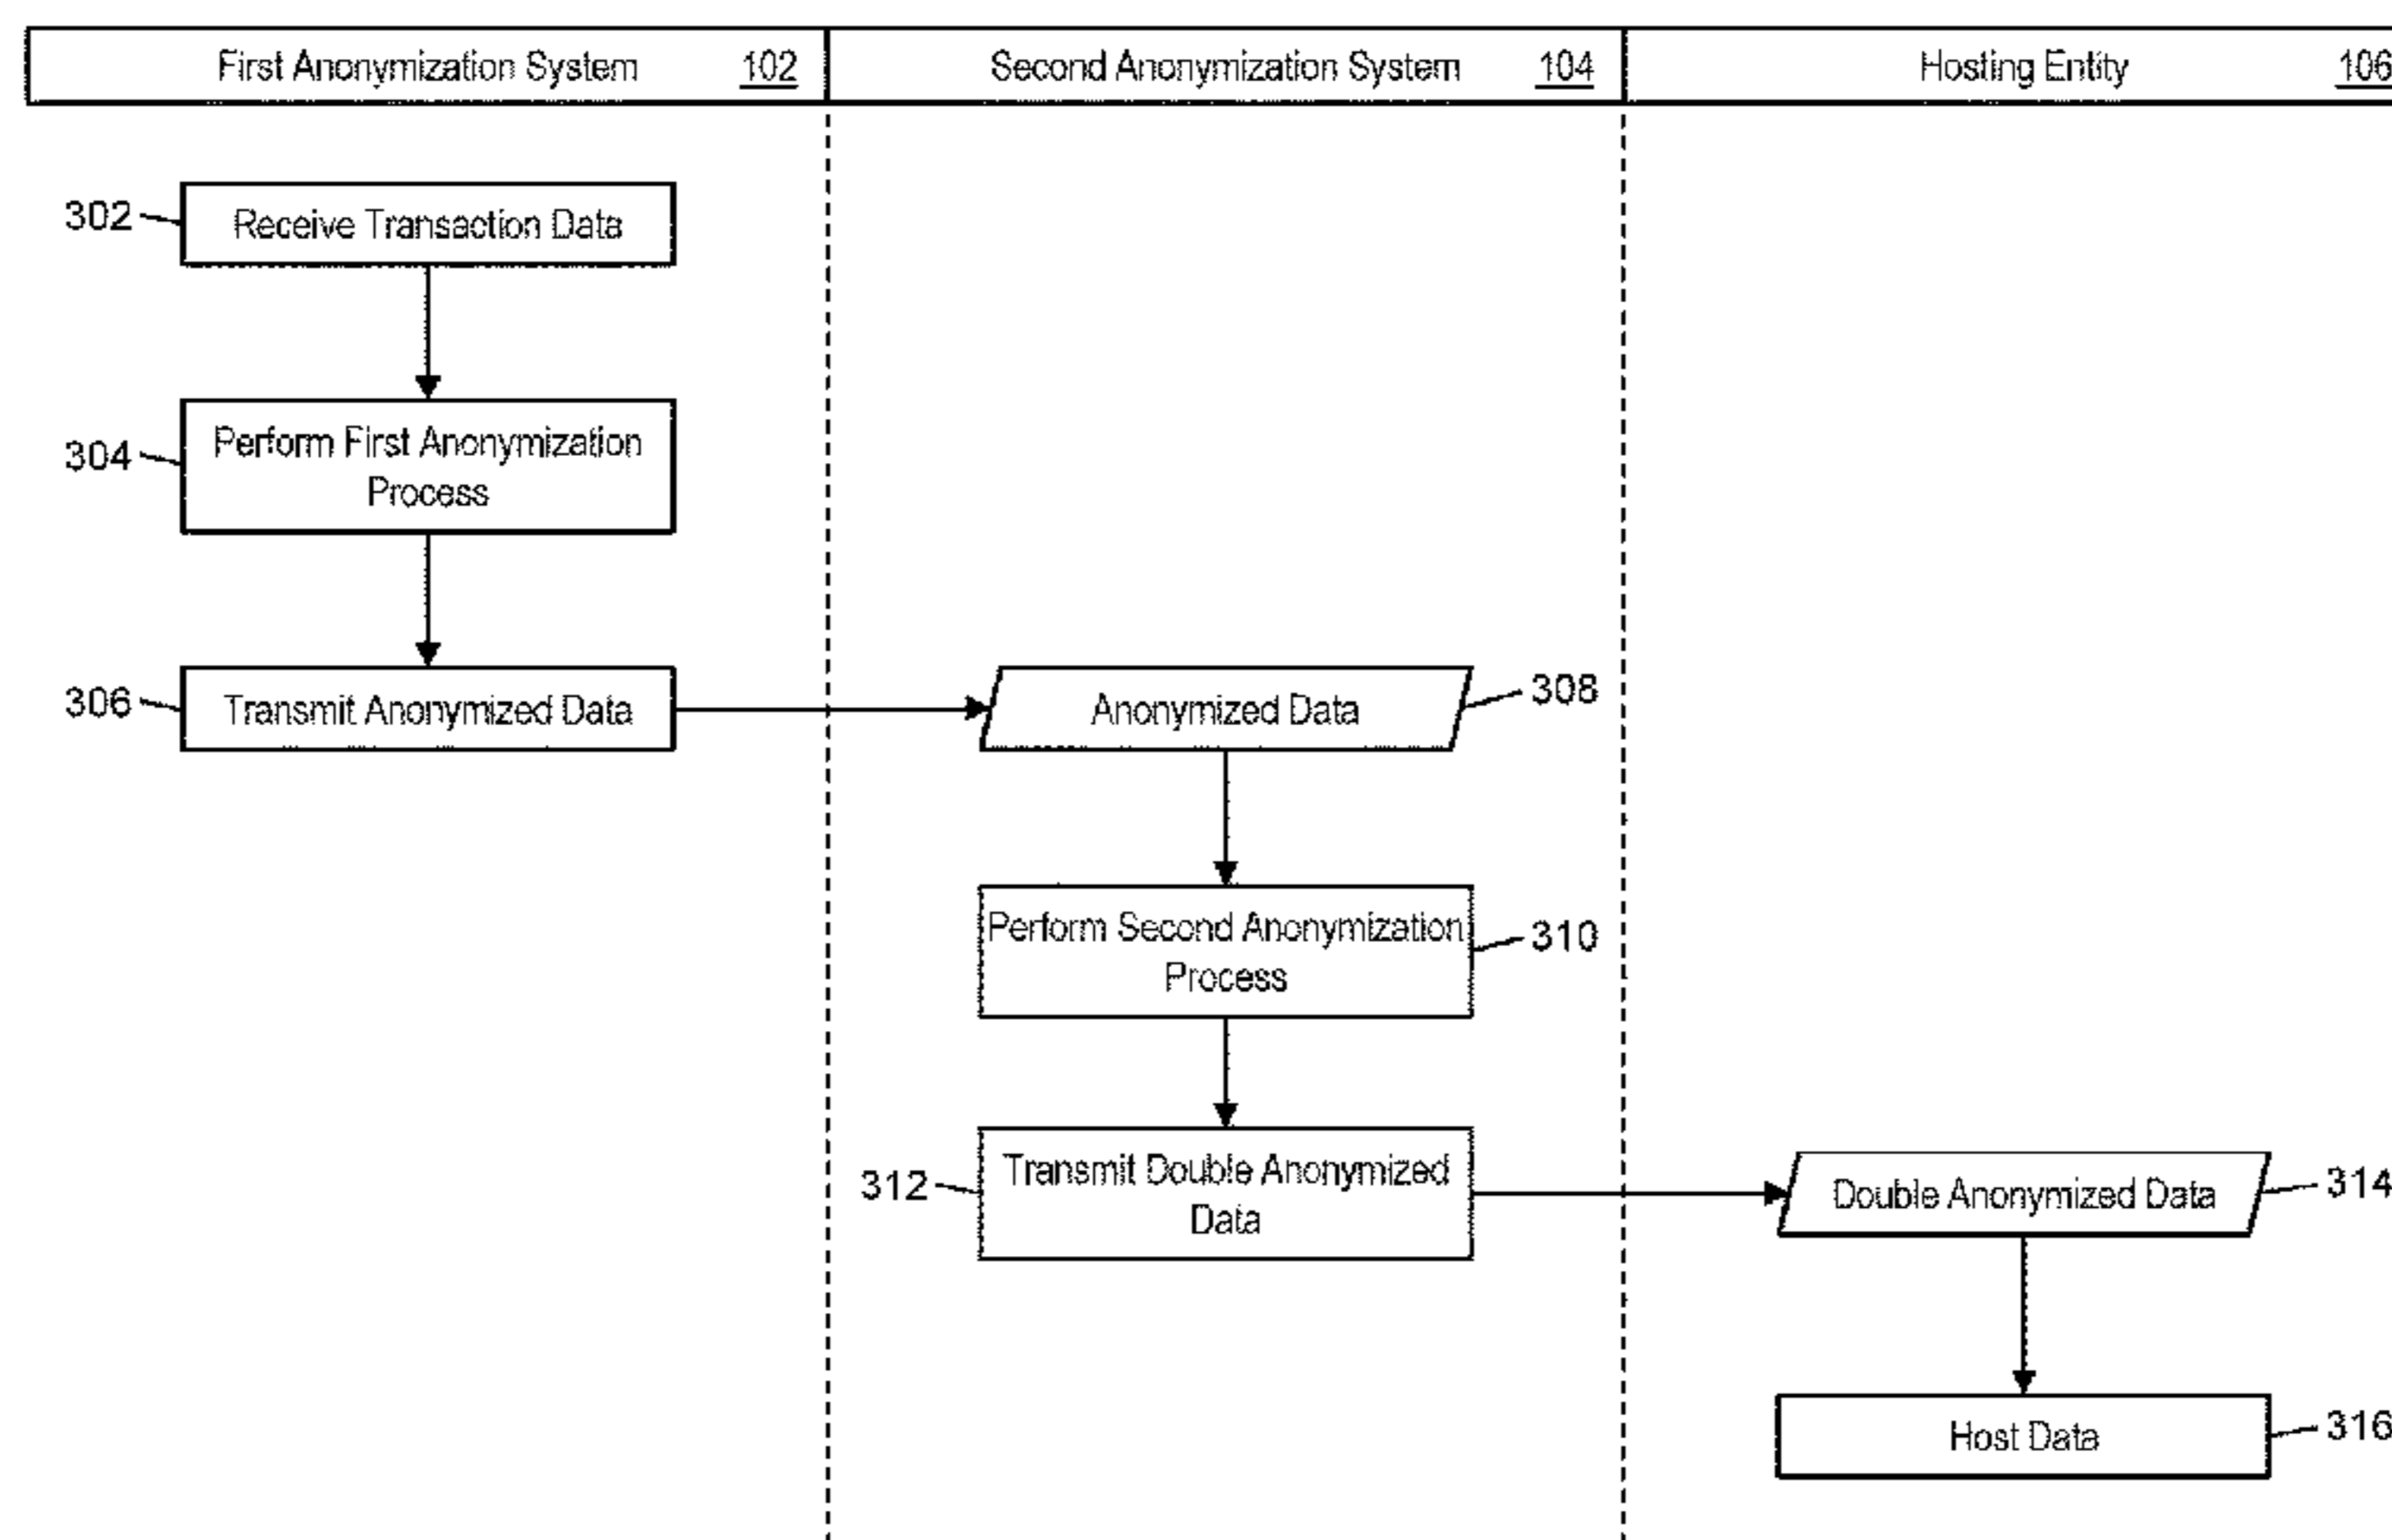 First Anonymization System 102
Second Anonymization System 104
Hosting Entity 106
302
Receive Transaction Data
304
Perform First Anonymization
Process
306
Transmit Anonymized Data
Anonymized Data
308
Perform Second Anonymization
Process
310
312
Transmit Double Anonymized
Data
Double Anonymized Data
314
Host Data
316